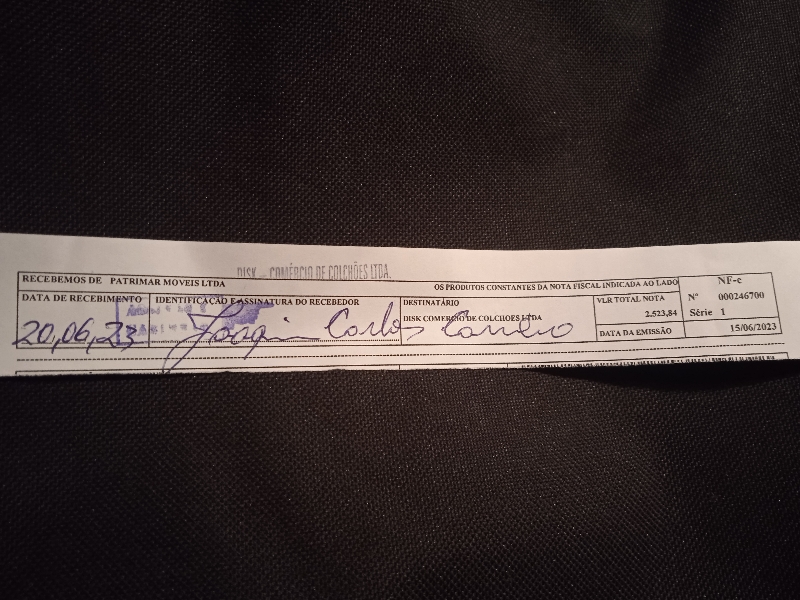 DISK - COMÉRCIO DE COLCHÕES LTDA.
RECEBEMOS DE PATRIMAR MOVEIS LTDA OS PRODUTOS CONSTANTES DA NOTA FISCAL INDICADA AO LADO
NF-e
Nº 000246700
Série 1
DATA DE RECEBIMENTO
20,06,23
IDENTIFICAÇÃO E ASSINATURA DO RECEBEDOR
Carlos
DESTINATÁRIO
DISK COMERCIO DE COLCHOES LTDA
VLR TOTAL NOTA
2.523,84
DATA DA EMISSÃO
15/06/2023